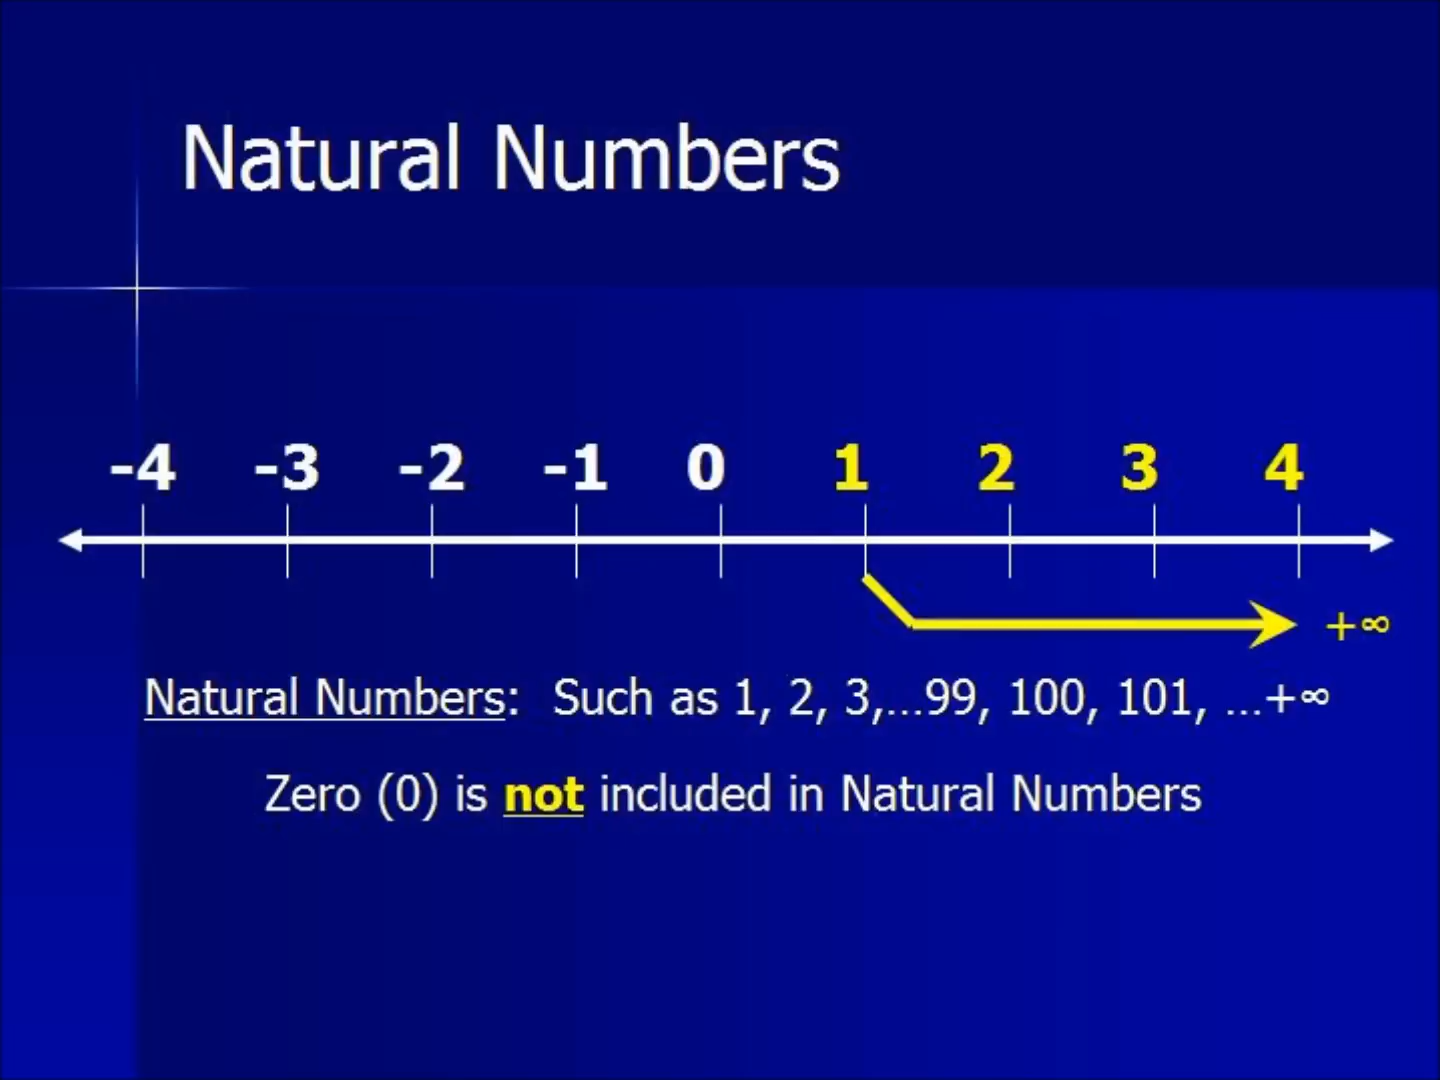 Natural Numbers
-4 -3 -2 -1 0 1 2 3 4
+∞
Natural Numbers: Such as 1, 2, 3,...99, 100, 101, ...+∞
Zero (0) is not included in Natural Numbers